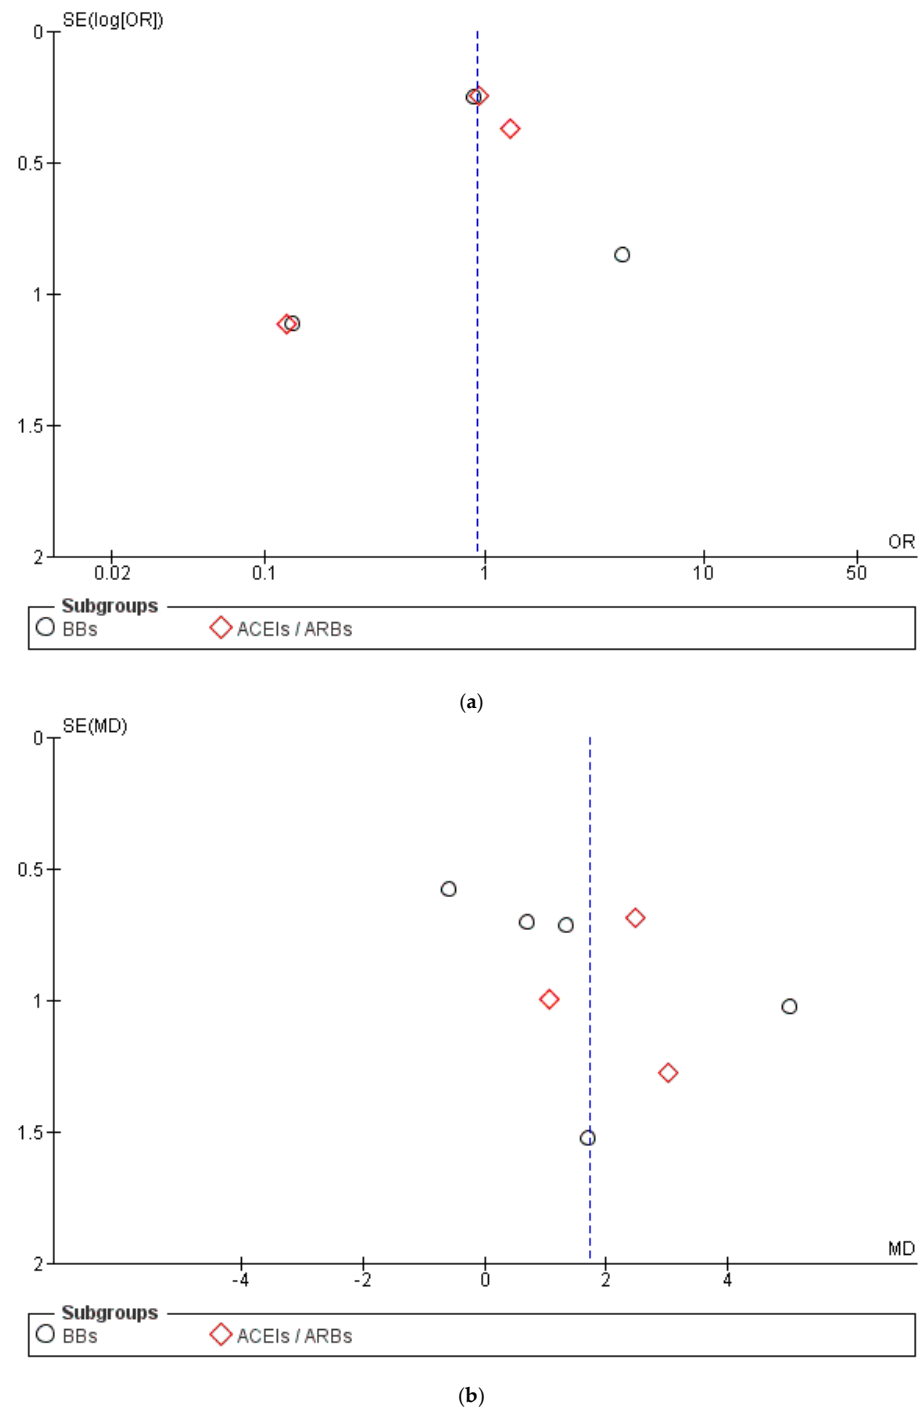 SE(log[OR])
0
0.5
1
1.5
2
OR
0.02 0.1 1 10 50
Subgroups
BBs ACEIs / ARBs
(a)
SE(MD)
0
0.5
1
1.5
2
MD
-4 -2 0 2 4
Subgroups
BBs ACEIs / ARBs
(b)